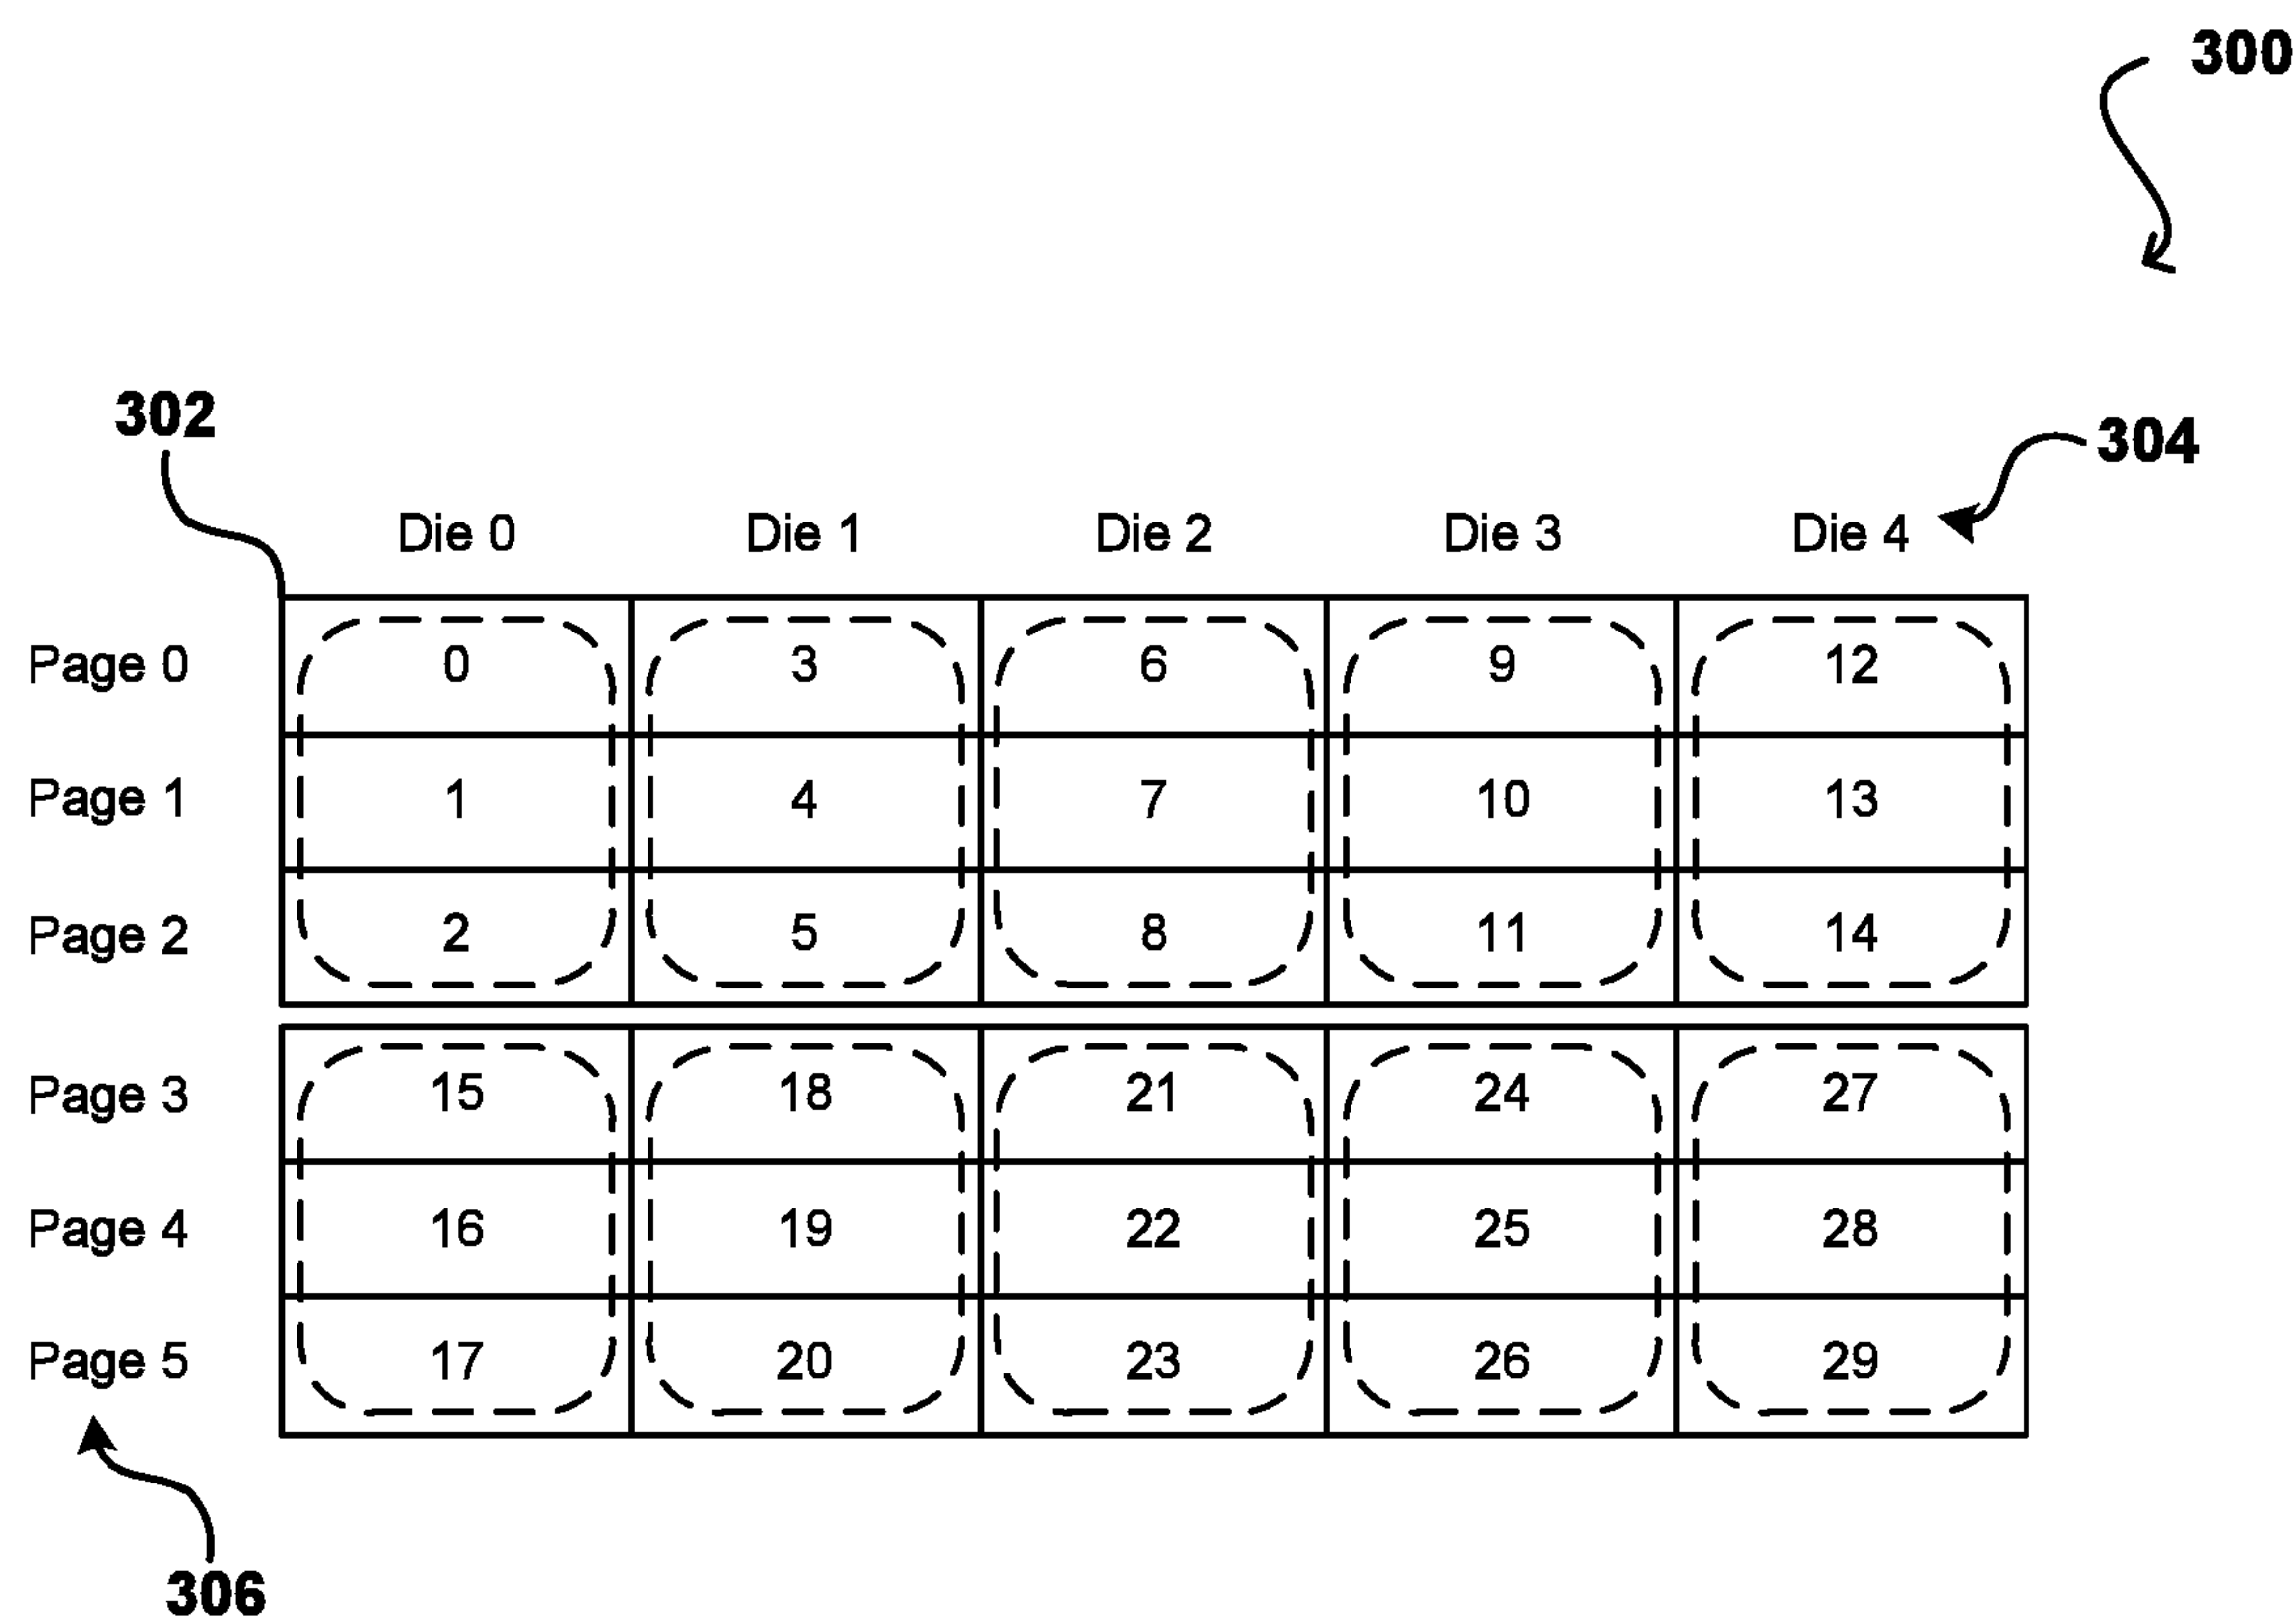 300
302
304
Die 0 Die 1 Die 2 Die 3 Die 4
Page 0 0 3 6 9 12
Page 1 1 4 7 10 13
Page 2 2 5 8 11 14
Page 3 15 18 21 24 27
Page 4 16 19 22 25 28
Page 5 17 20 23 26 29
306